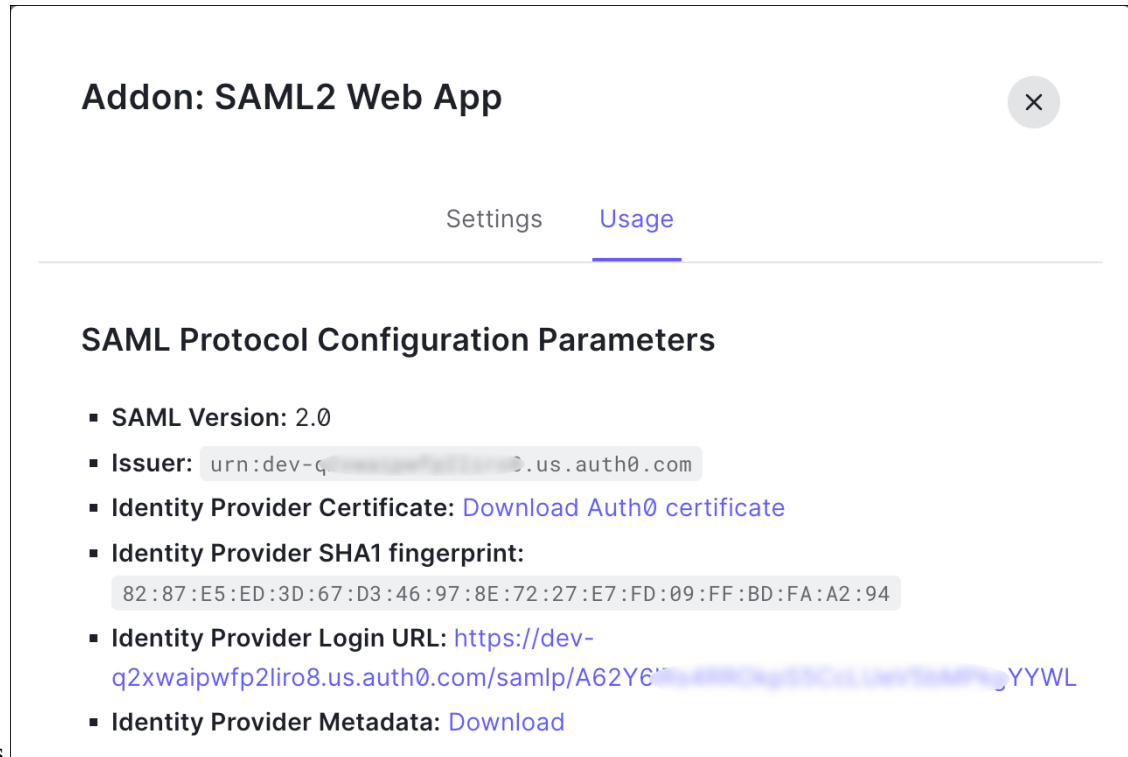 Addon: SAML2 Web App
Settings Usage
SAML Protocol Configuration Parameters
SAML Version: 2.0
Issuer: urn:dev-q .us.auth0.com
Identity Provider Certificate: Download Auth0 certificate
Identity Provider SHA1 fingerprint:
82:87:E5:ED:3D:67:D3:46:97:8E:72:27:E7:FD:09:FF:BD:FA:A2:94
Identity Provider Login URL: https://dev-
q2xwaipwfp2liro8.us.auth0.com/samlp/A62Y6 YYWL
Identity Provider Metadata: Download